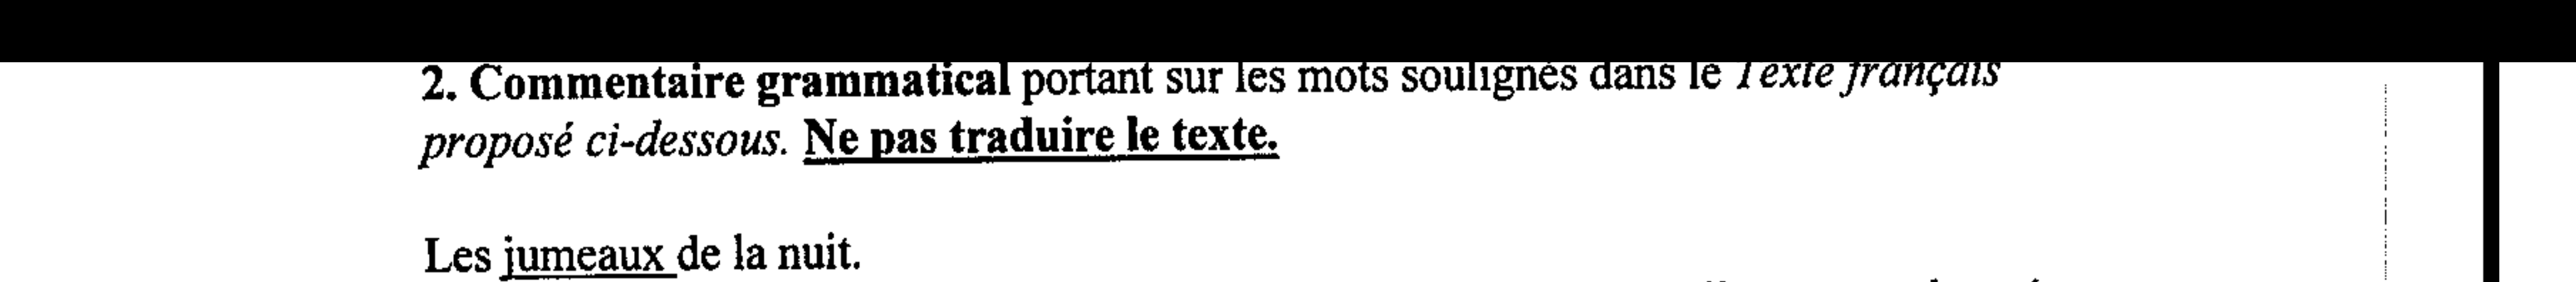 2. Commentaire grammatical portant sur les mots soulignés dans le Texte français
proposé ci-dessous. Ne pas traduire le texte.
Les jumeaux de la nuit.